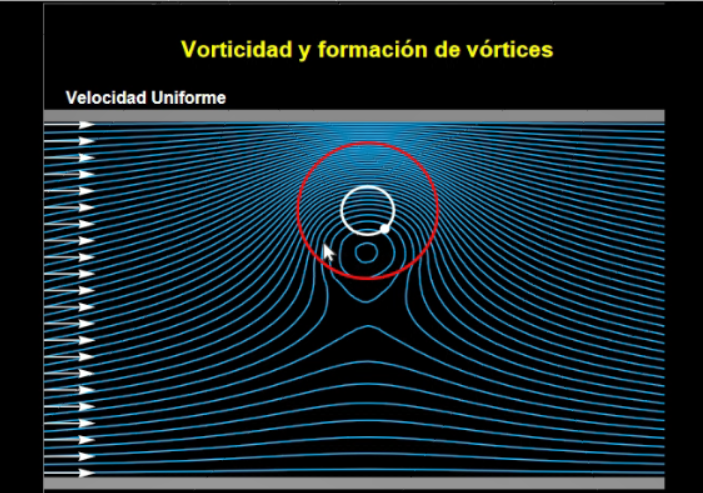 Vorticidad y formación de vórtices
Velocidad Uniforme